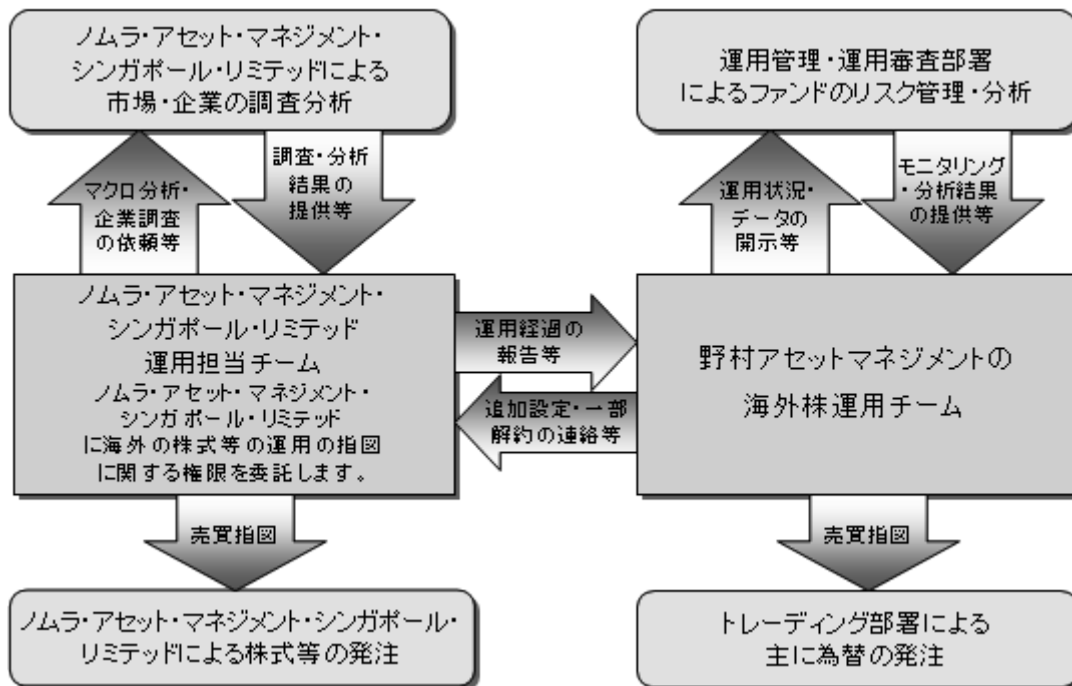 ノムラ・アセット・マネジメント・
シンガポール・リミテッドによる
市場・企業の調査分析
運用管理・運用審査部署
によるファンドのリスク管理・分析
マクロ分析・
企業調査
の依頼等
調査・分析
結果の
提供等
運用状況・
データの
開示等
モニタリング
・分析結果
の提供等
ノムラ・アセット・マネジメント・
シンガポール・リミテッド
運用担当チーム
ノムラ・アセット・マネジメント・
シンガポール・リミテッド
に海外の株式等の運用の指図
に関する権限を委託します。
運用経過の
報告等
追加設定・一部
解約の連絡等
野村アセットマネジメントの
海外株運用チーム
売買指図
売買指図
ノムラ・アセット・マネジメント・シンガポール・
リミテッドによる株式等の発注
トレーディング部署による
主に為替の発注